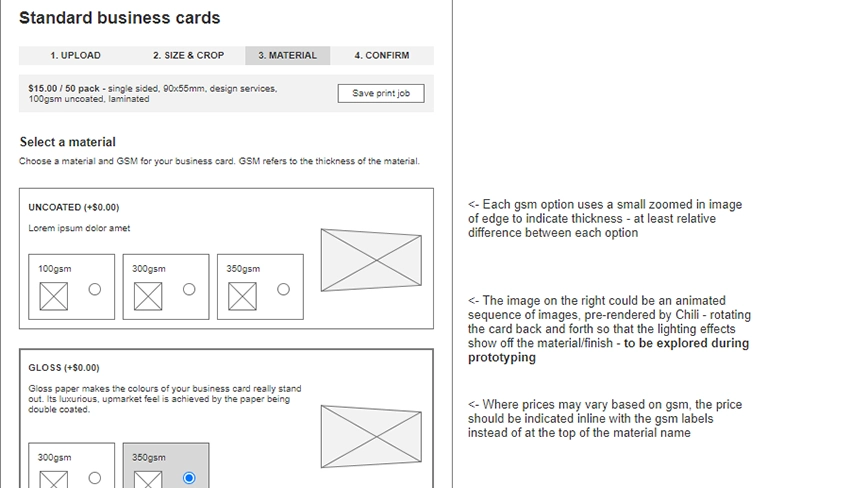 Standard business cards
1. UPLOAD
2. SIZE & CROP
3. MATERIAL
4. CONFIRM
$15.00 / 50 pack - single sided, 90x55mm, design services,
100gsm uncoated, laminated
Save print job
Select a material
Choose a material and GSM for your business card. GSM refers to the thickness of the material.
UNCOATED (+$0.00)
Lorem ipsum dolor amet
100gsm
300gsm
350gsm
GLOSS (+$0.00)
Gloss paper makes the colours of your business card really stand
out. Its luxurious, upmarket feel is achieved by the paper being
double coated.
300gsm
350gsm
<- Each gsm option uses a small zoomed in image
of edge to indicate thickness - at least relative
difference between each option
<- The image on the right could be an animated
sequence of images, pre-rendered by Chili - rotating
the card back and forth so that the lighting effects
show off the material/finish - to be explored during
prototyping
<- Where prices may vary based on gsm, the price
should be indicated inline with the gsm labels
instead of at the top of the material name